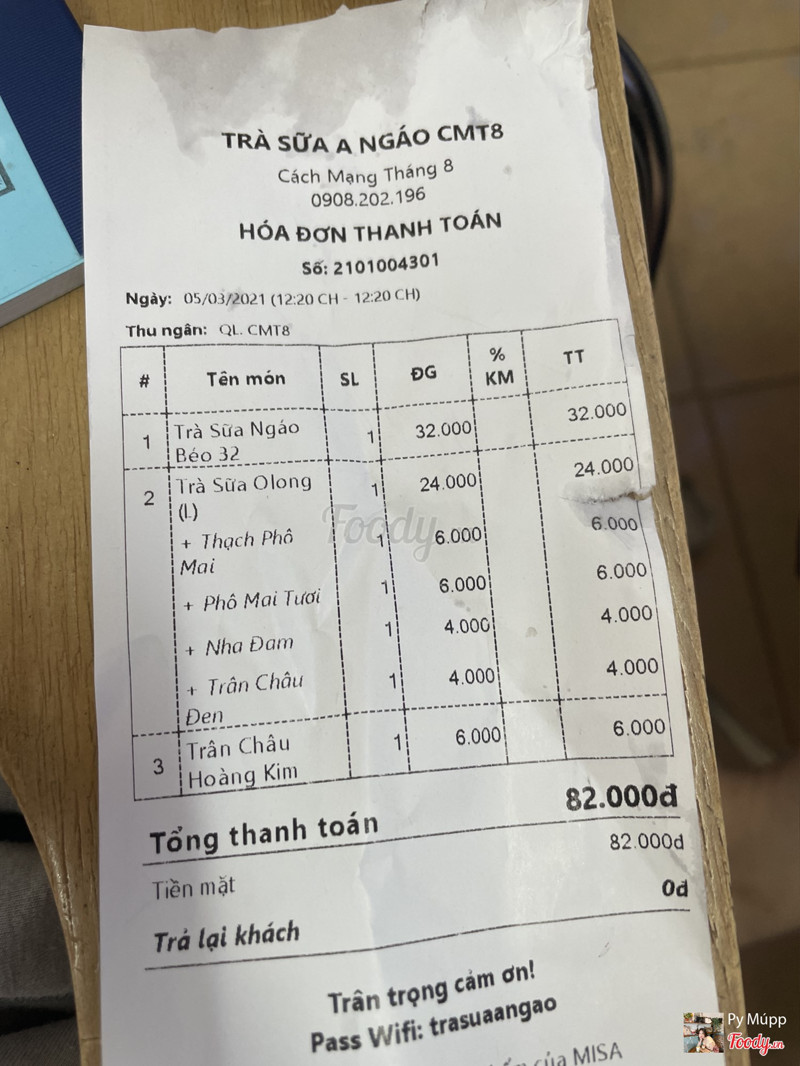 TRÀ SỮA A NGÁO CMT8
Cách Mạng Tháng 8
0908.202.196
HÓA ĐƠN THANH TOÁN
Số: 2101004301
Ngày: 05/03/2021 (12:20 CH - 12:20 CH)
Thu ngân: QL. CMT8
# Tên món SL ĐG % KM TT
1 Trà Sữa Ngáo Béo 32 1 32.000 32.000
2 Trà Sữa Olong (L) 1 24.000 24.000
+ Thạch Phô Mai 1 6.000 6.000
+ Phô Mai Tươi 1 6.000 6.000
+ Nha Đam 1 4.000 4.000
+ Trân Châu Đen 1 4.000 4.000
3 Trân Châu Hoàng Kim 1 6.000 6.000
Tổng thanh toán 82.000đ
Tiền mặt 82.000đ
Trả lại khách 0đ
Trân trọng cảm ơn!
Pass Wifi: trasuaangao
của MISA
Foody
Py Múpp
Foody.vn